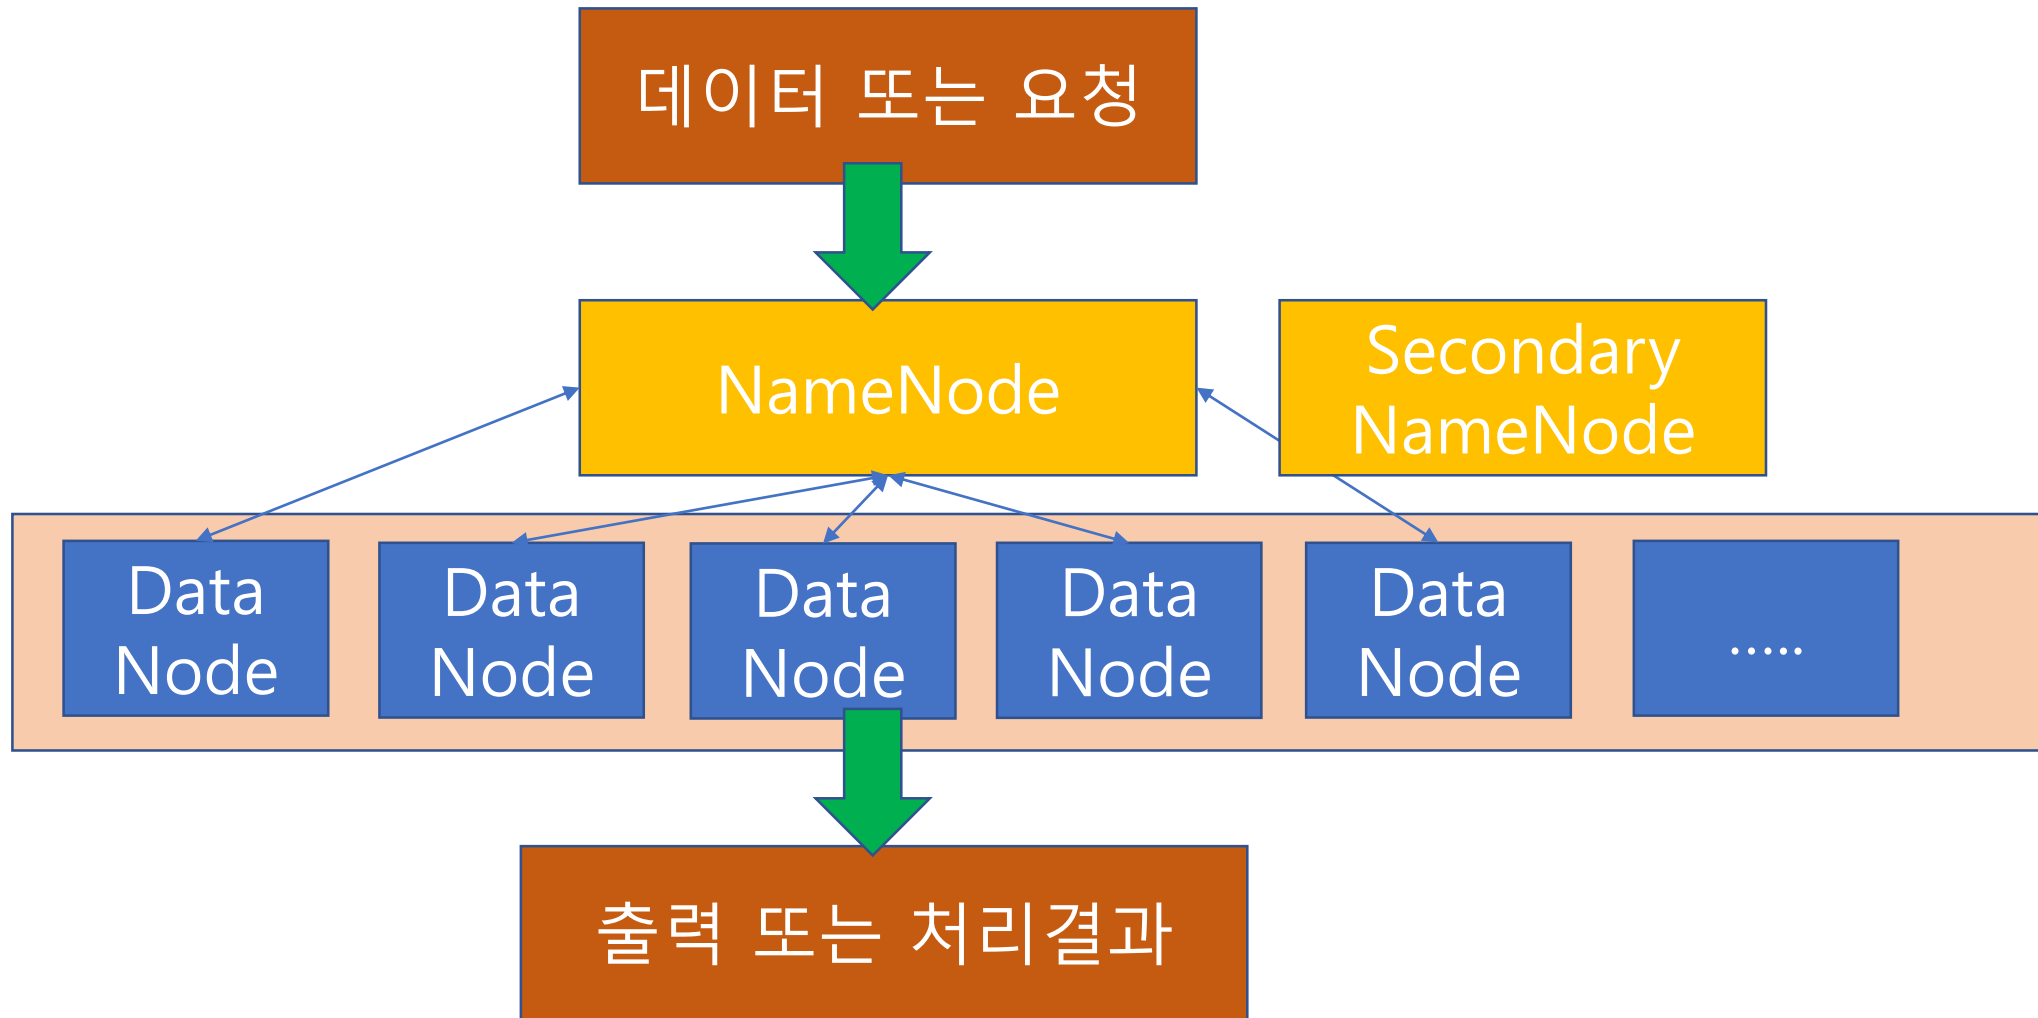 데이터 또는 요청
NameNode
Secondary
NameNode
Data
Node
Data
Node
Data
Node
Data
Node
Data
Node
.....
출력 또는 처리결과